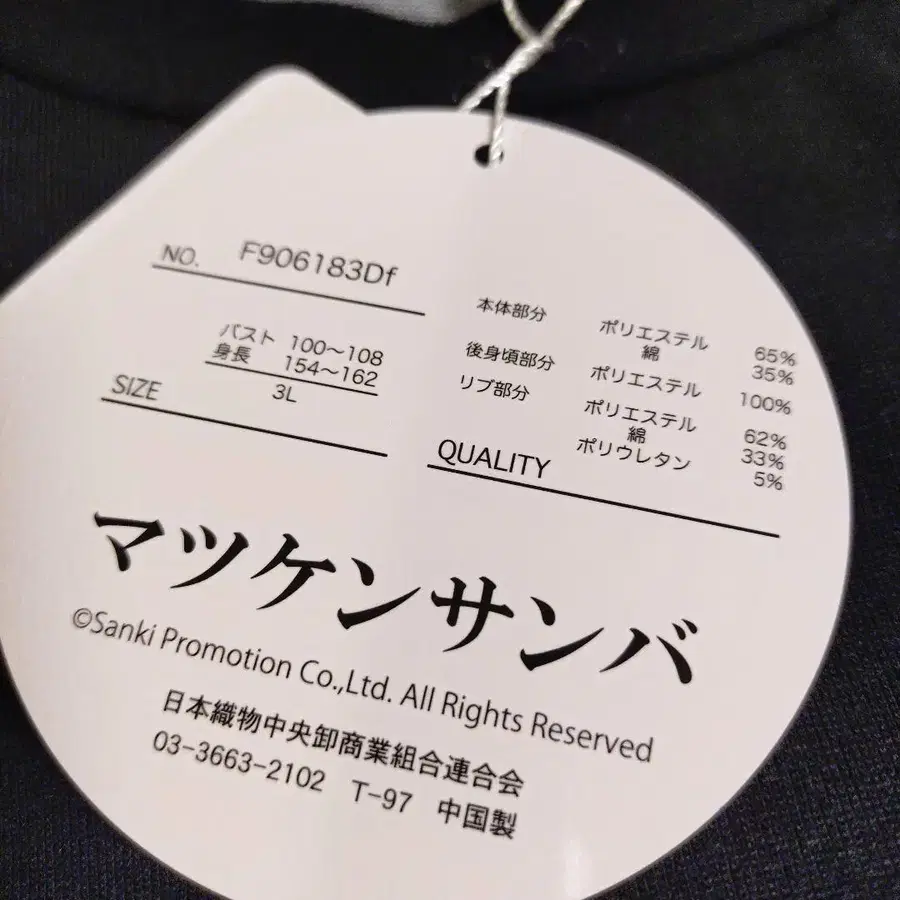 NO. F906183Df
バスト 100～108
身長 154～162
SIZE 3L
本体部分 ポリエステル 65%
綿 35%
後身頃部分 ポリエステル 100%
リブ部分 ポリエステル 62%
綿 33%
ポリウレタン 5%
QUALITY
マツケンサンバ
©Sanki Promotion Co.,Ltd. All Rights Reserved
日本織物中央卸商業組合連合会
03-3663-2102 T-97 中国製